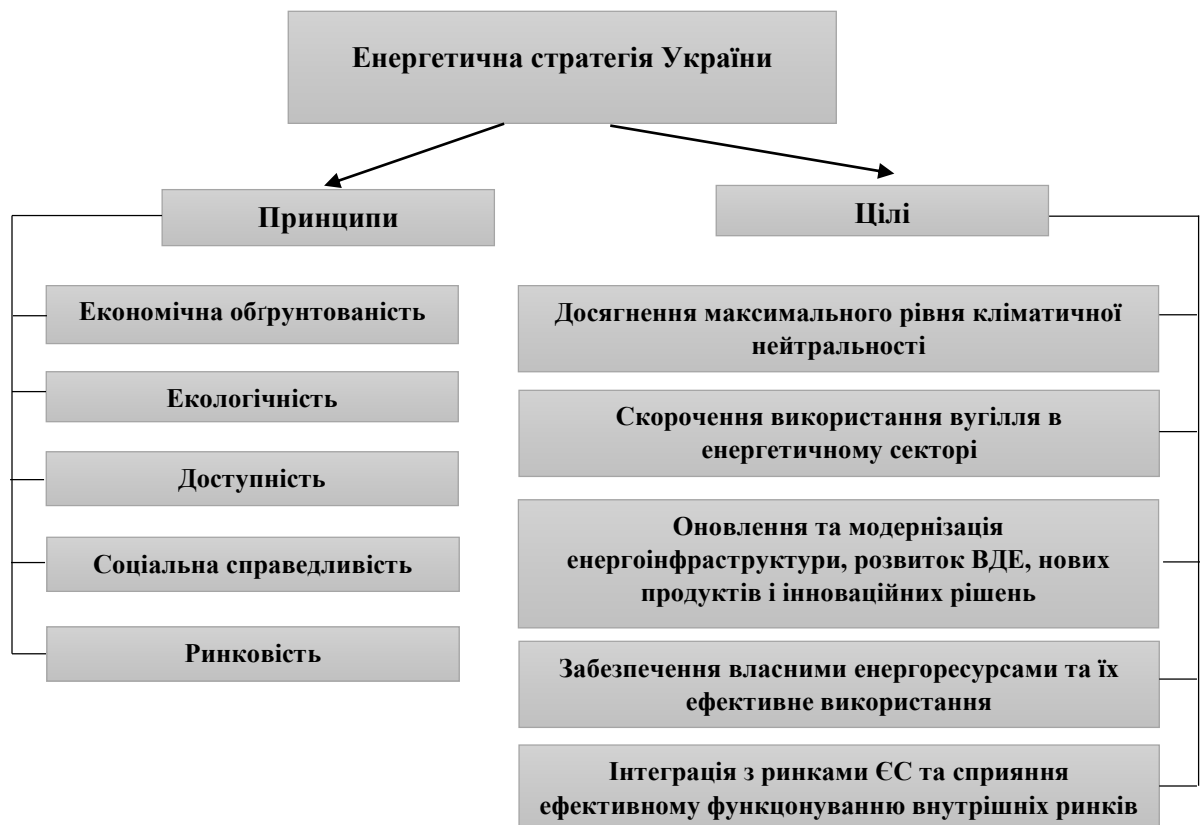 Енергетична стратегія України
Принципи
Цілі
Економічна обґрунтованість
Екологічність
Доступність
Соціальна справедливість
Ринковість
Досягнення максимального рівня кліматичної
нейтральності
Скорочення використання вугілля в
енергетичному секторі
Оновлення та модернізація
енергоінфраструктури, розвиток ВДЕ, нових
продуктів і інноваційних рішень
Забезпечення власними енергоресурсами та їх
ефективне використання
Інтеграція з ринками ЄС та сприяння
ефективному функцонуванню внутрішніх ринків